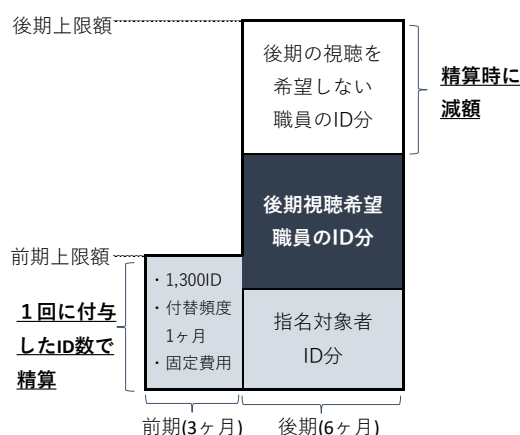 後期上限額
後期の視聴を
希望しない
職員のID分
精算時に
減額
後期視聴希望
職員のID分
前期上限額
・1,300ID
・付替頻度
1ヶ月
・固定費用
１回に付与
したID数で
精算
指名対象者
ID分
前期(3ヶ月)
後期(6ヶ月)